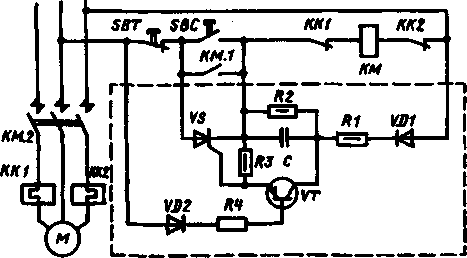 SBT SBC KK1 KK2
KM.1 KM
R2
VS R1 VD1
KM.2 R3 C
KK1 KK2 VT
VD2 R4
M